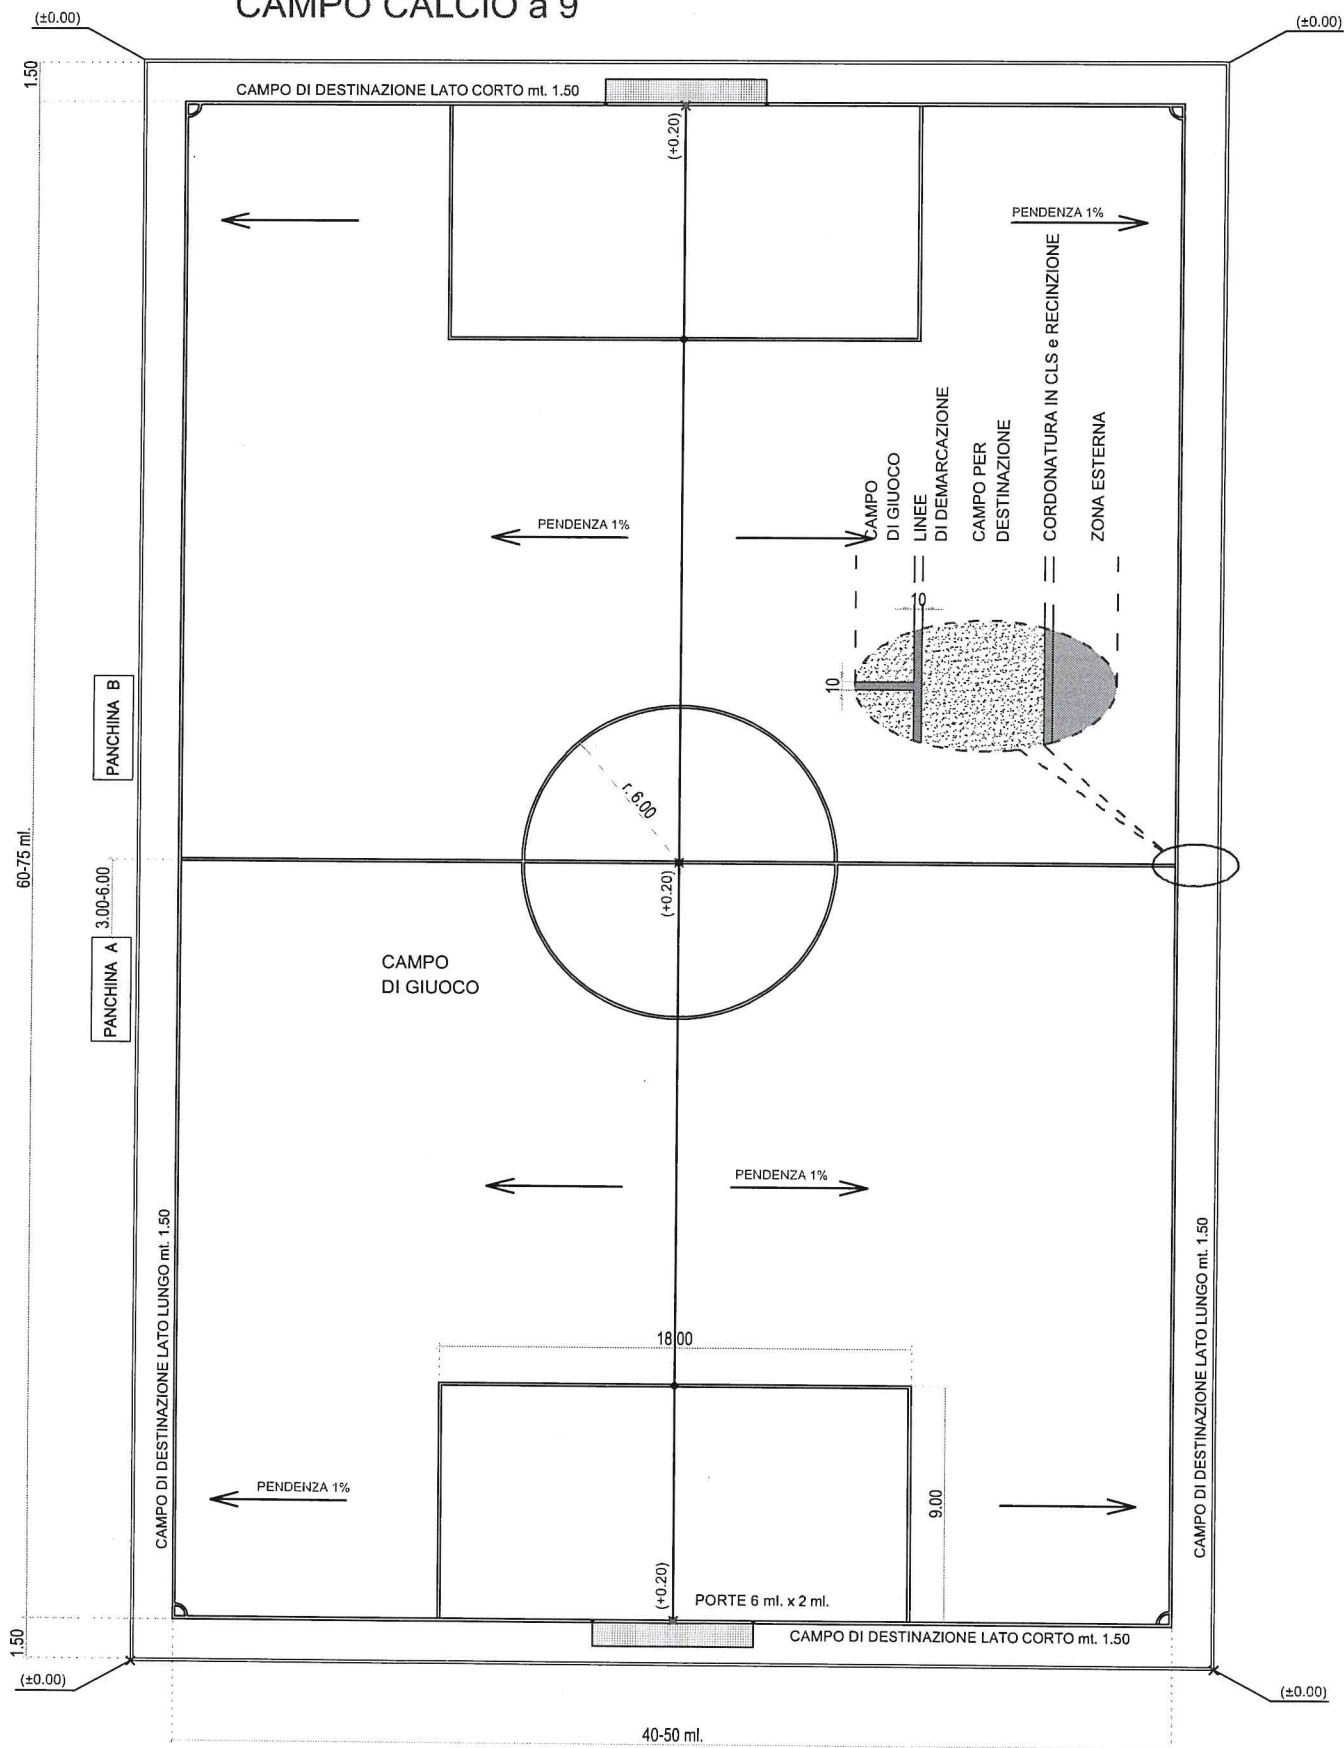 CAMPO CALCIO a 9
(±0.00)
(±0.00)
1.50
CAMPO DI DESTINAZIONE LATO CORTO mt. 1.50
(+0.20)
PENDENZA 1%
CAMPO
DI GIUOCO
LINEE
DI DEMARCAZIONE
CAMPO PER
DESTINAZIONE
CORDONATURA IN CLS e RECINZIONE
ZONA ESTERNA
PENDENZA 1%
10
10
PANCHINA B
r. 6.00
60-75 ml.
3.00-6.00
(+0.20)
PANCHINA A
CAMPO
DI GIUOCO
PENDENZA 1%
CAMPO DI DESTINAZIONE LATO LUNGO mt. 1.50
CAMPO DI DESTINAZIONE LATO LUNGO mt. 1.50
18.00
PENDENZA 1%
9.00
(+0.20)
PORTE 6 ml. x 2 ml.
CAMPO DI DESTINAZIONE LATO CORTO mt. 1.50
1.50
(±0.00)
(±0.00)
40-50 ml.